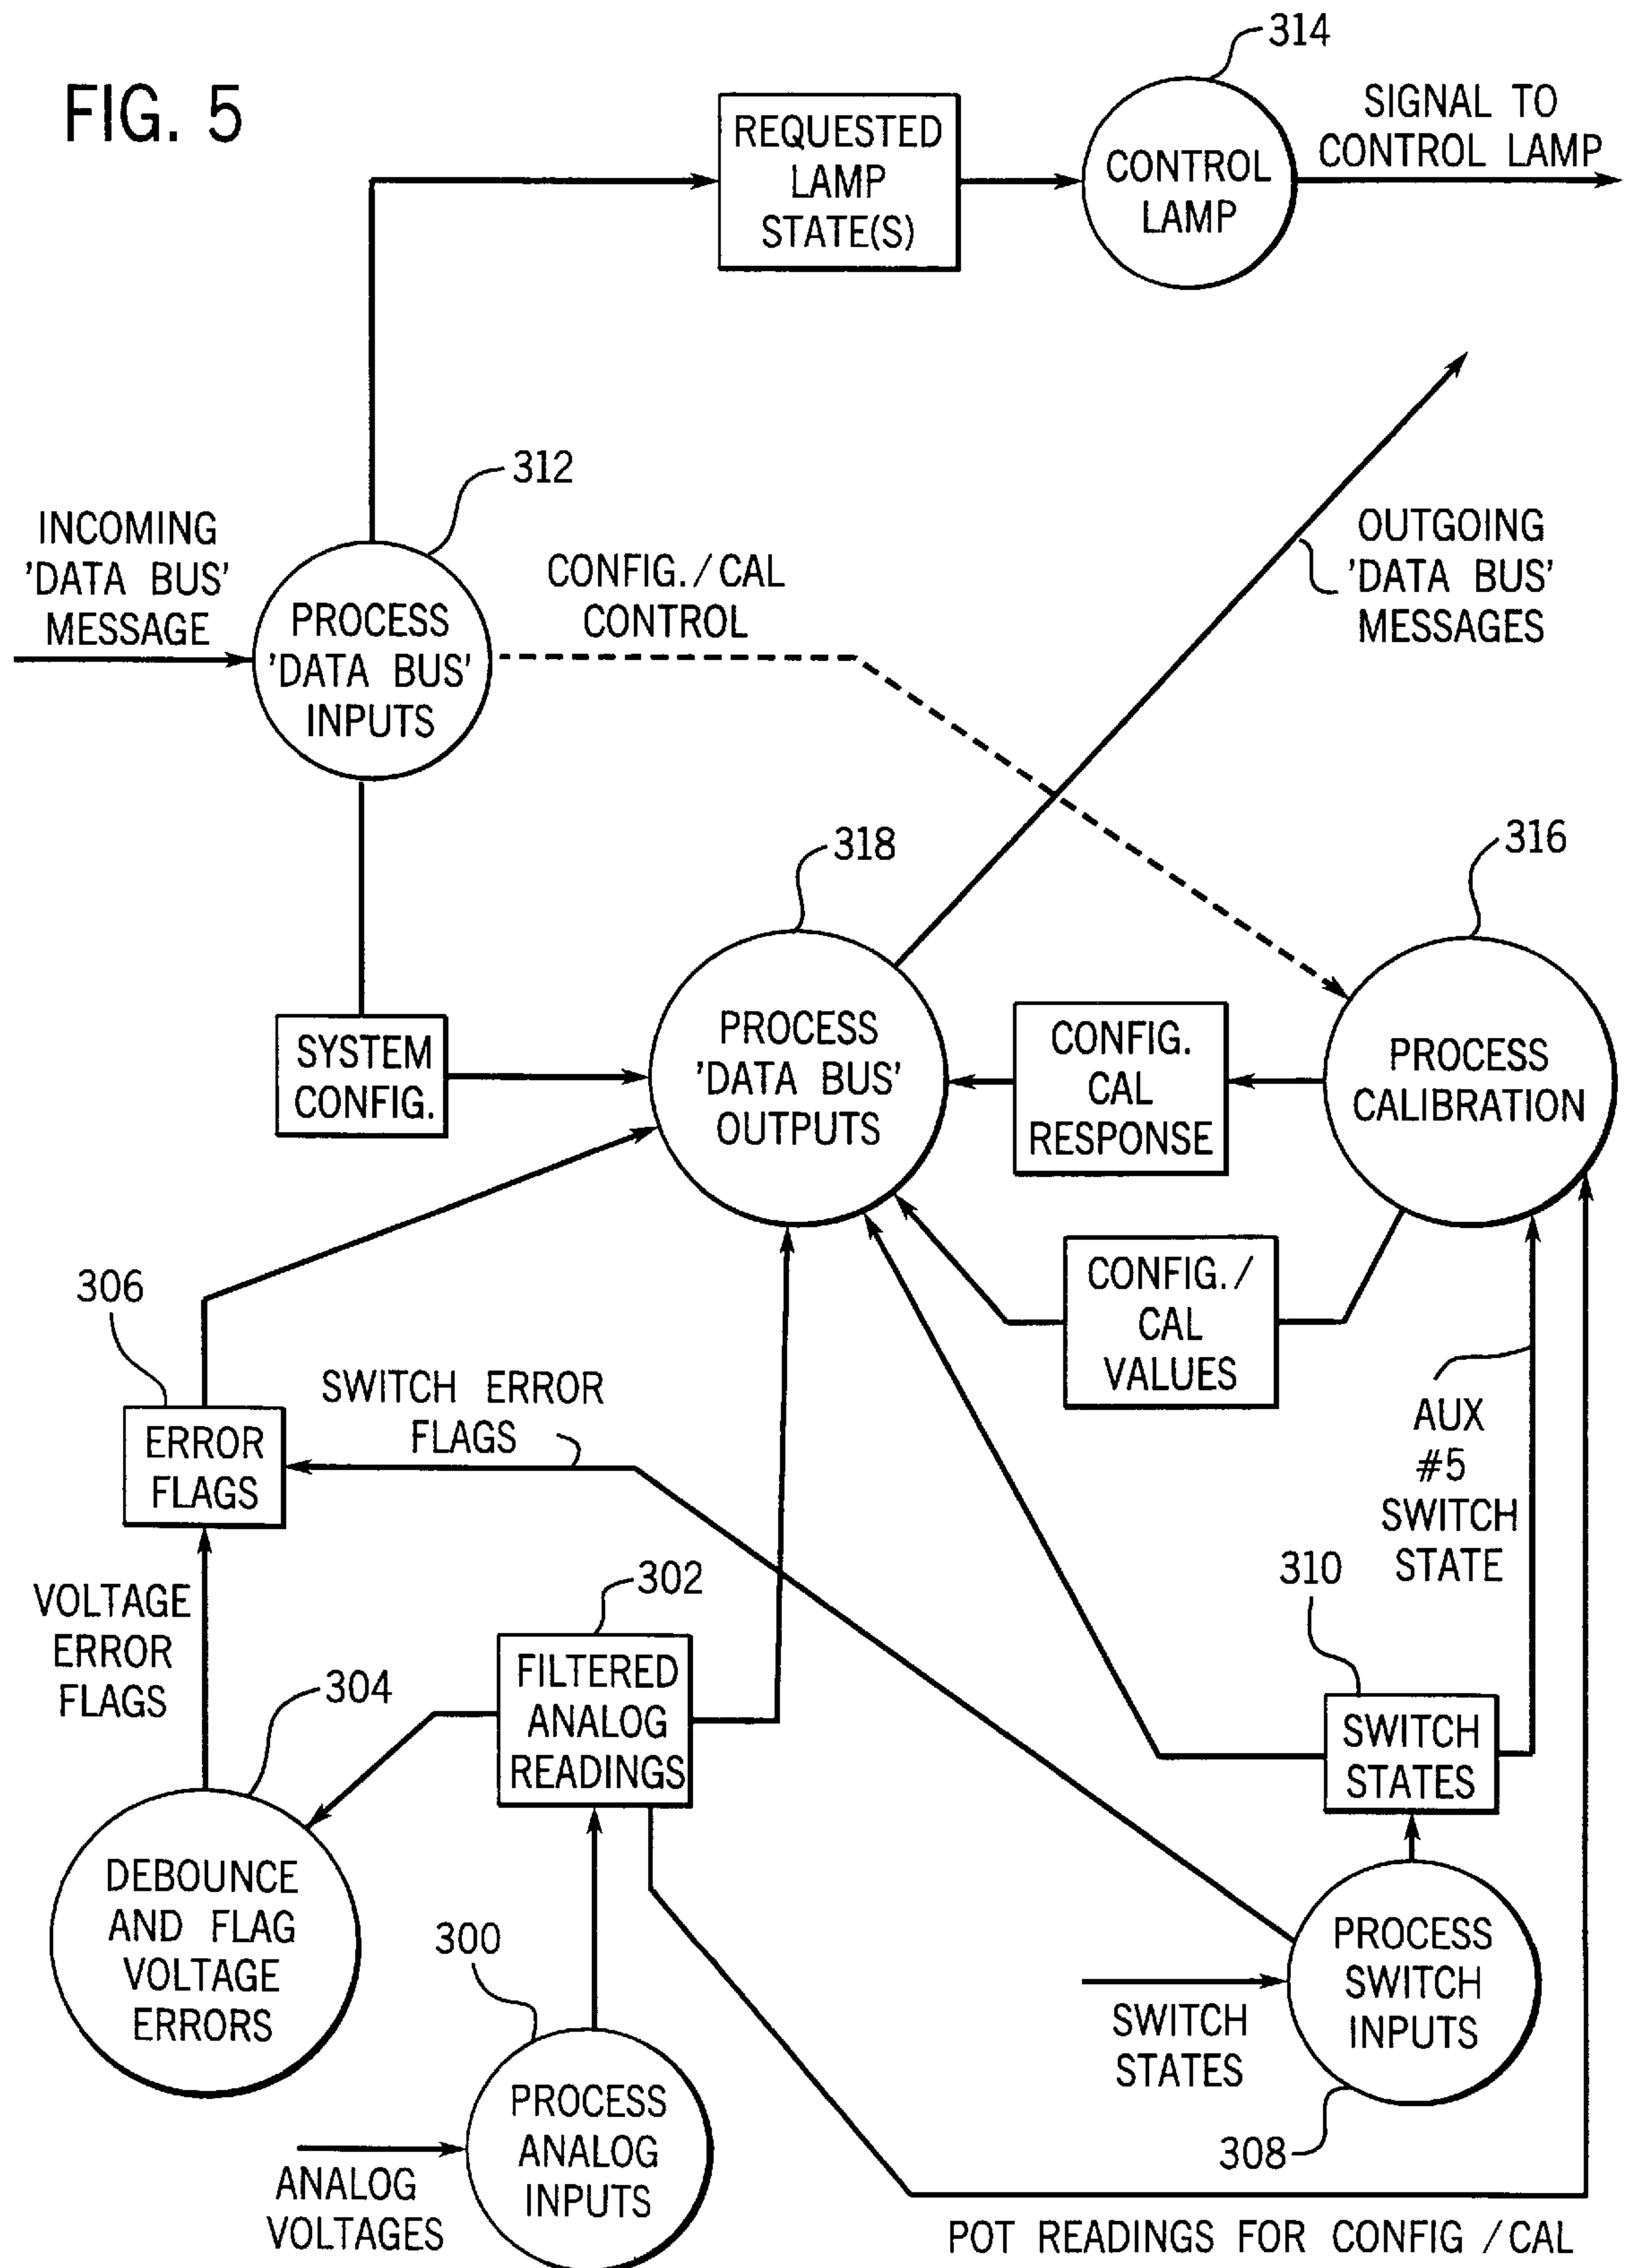 FIG. 5
314
REQUESTED
LAMP
STATE(S)
CONTROL
LAMP
SIGNAL TO
CONTROL LAMP
312
INCOMING
'DATA BUS'
MESSAGE
PROCESS
'DATA BUS'
INPUTS
CONFIG./CAL
CONTROL
OUTGOING
'DATA BUS'
MESSAGES
318
316
SYSTEM
CONFIG.
PROCESS
'DATA BUS'
OUTPUTS
CONFIG.
CAL
RESPONSE
PROCESS
CALIBRATION
CONFIG./
CAL
VALUES
306
SWITCH ERROR
FLAGS
ERROR
FLAGS
AUX
#5
SWITCH
STATE
VOLTAGE
ERROR
FLAGS
302
310
304
FILTERED
ANALOG
READINGS
SWITCH
STATES
DEBOUNCE
AND FLAG
VOLTAGE
ERRORS
300
PROCESS
SWITCH
INPUTS
SWITCH
STATES
308
PROCESS
ANALOG
INPUTS
ANALOG
VOLTAGES
POT READINGS FOR CONFIG /CAL